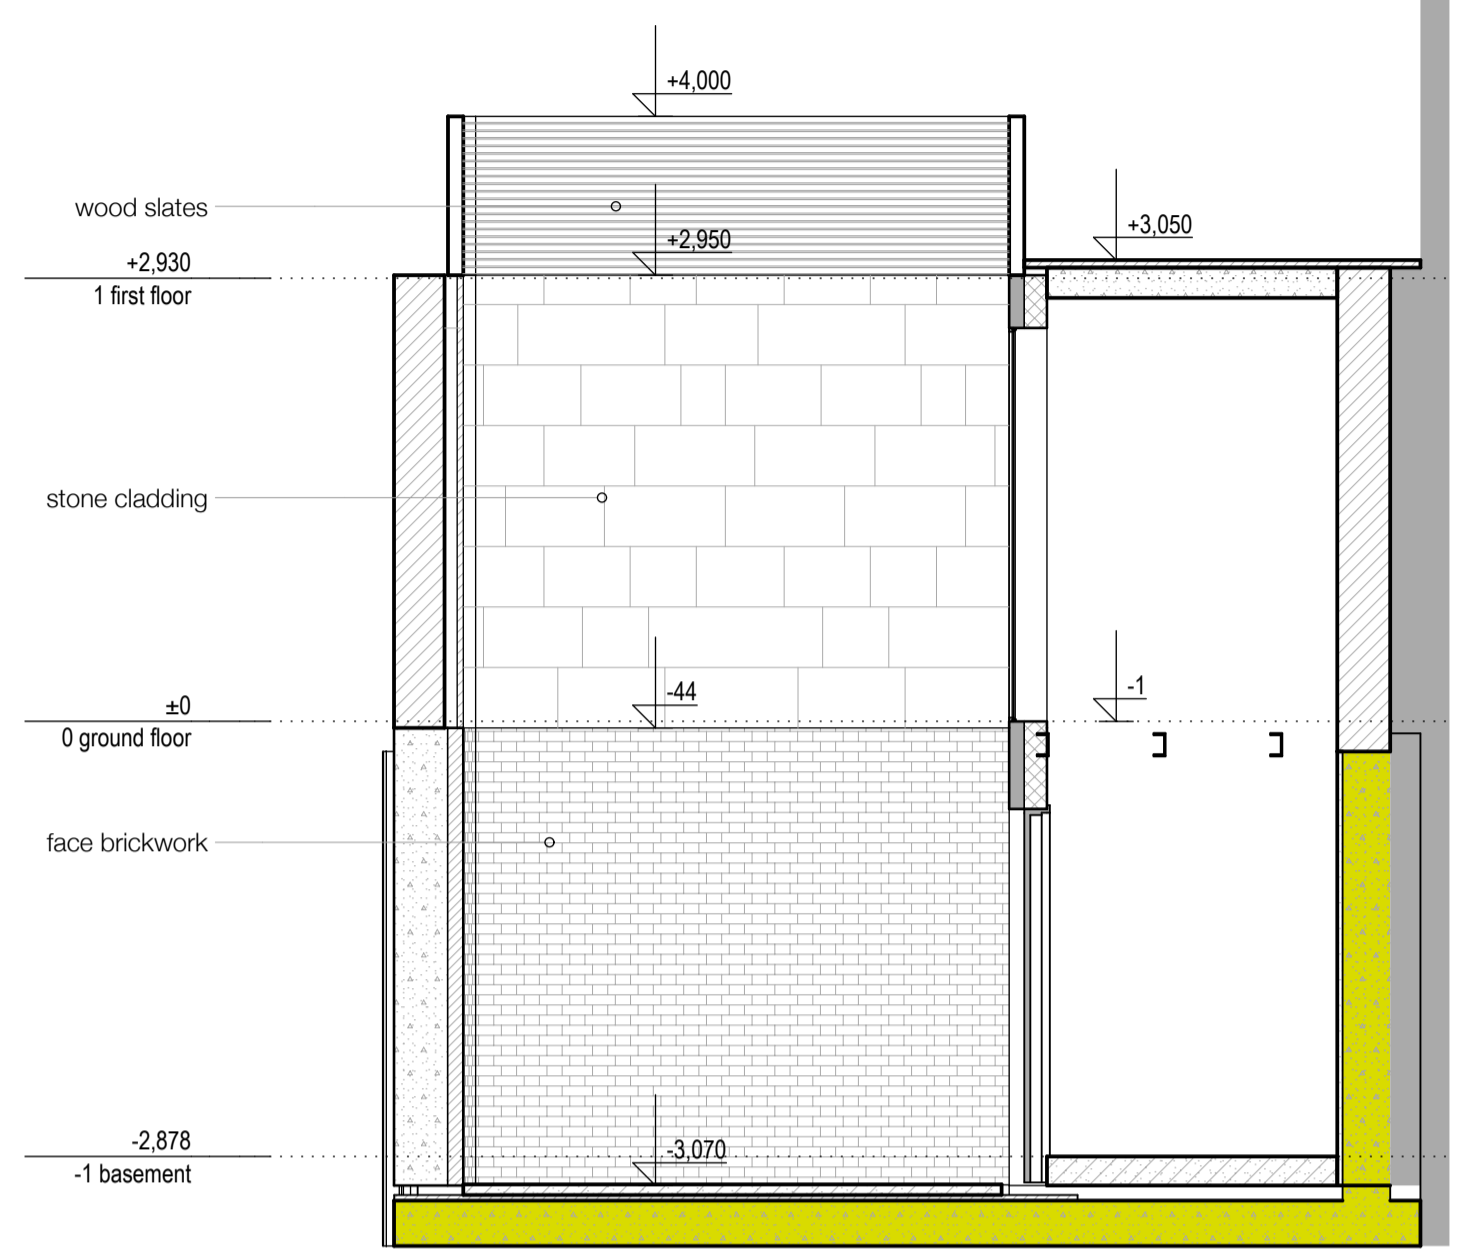 +4,000
wood slates
+3,050
+2,950
+2,930
1 first floor
stone cladding
-44
-1
±0
0 ground floor
face brickwork
-2,878
-3,070
-1 basement